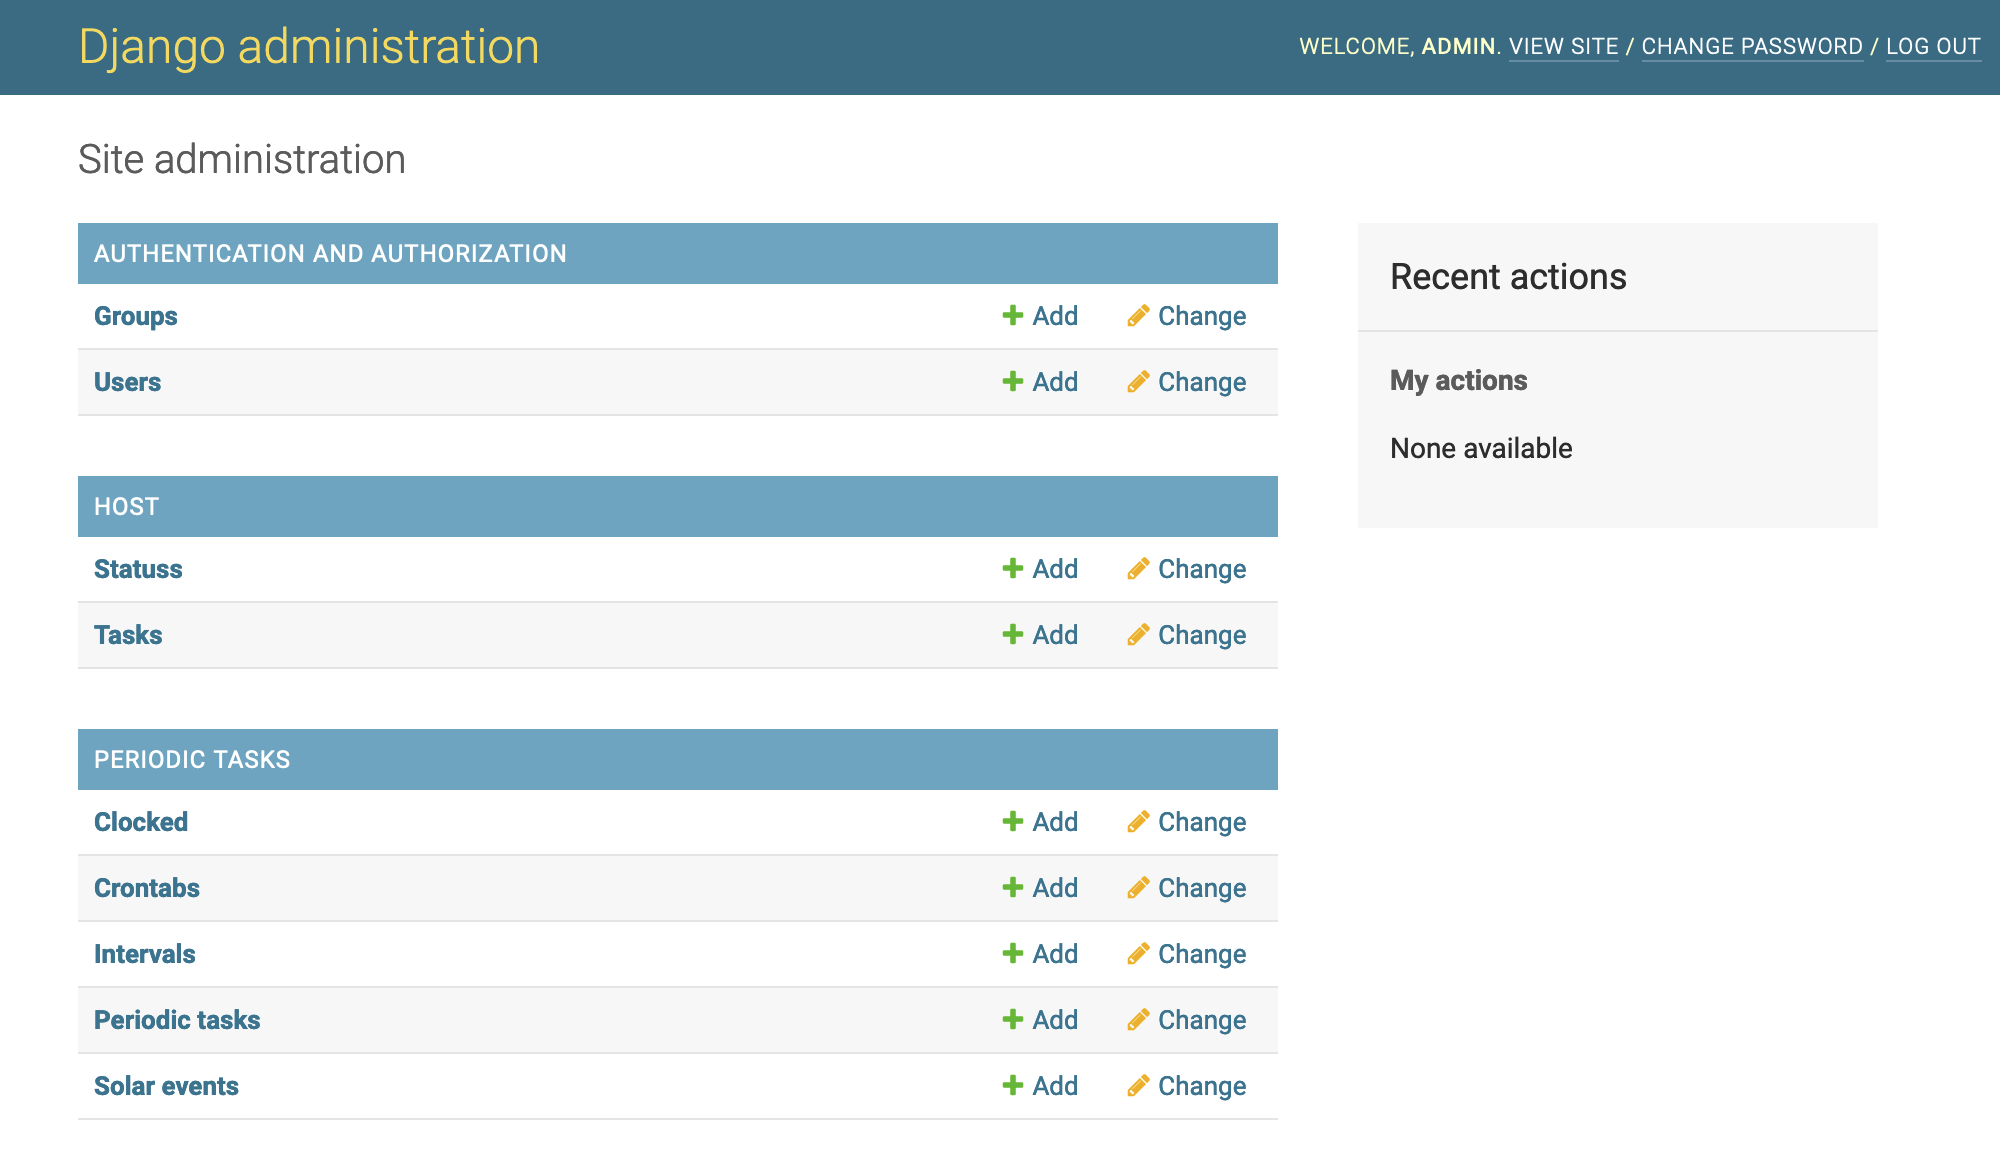 Django administration
WELCOME, ADMIN. VIEW SITE / CHANGE PASSWORD / LOG OUT
Site administration
AUTHENTICATION AND AUTHORIZATION
Groups Add Change
Users Add Change
HOST
Statuss Add Change
Tasks Add Change
PERIODIC TASKS
Clocked Add Change
Crontabs Add Change
Intervals Add Change
Periodic tasks Add Change
Solar events Add Change
Recent actions
My actions
None available